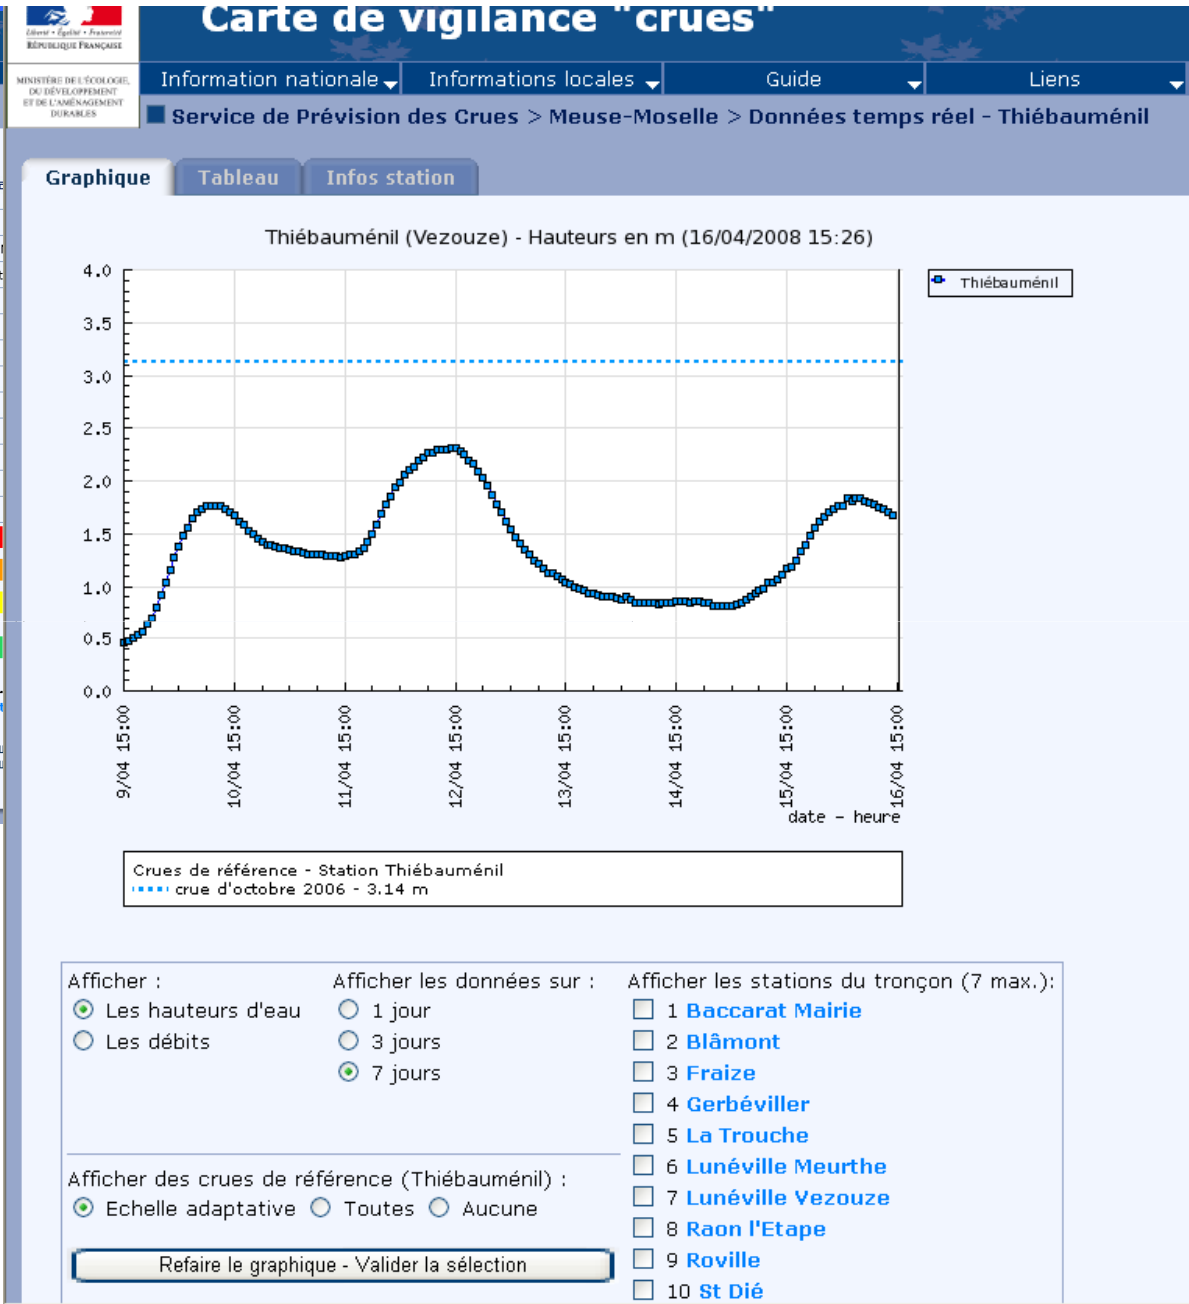 Carte de vigilance "crues"
Liberté • Égalité • Fraternité
RÉPUBLIQUE FRANÇAISE
MINISTÈRE DE L'ÉCOLOGIE,
DU DÉVELOPPEMENT
ET DE L'AMÉNAGEMENT
DURABLES
Information nationale Informations locales Guide Liens
Service de Prévision des Crues > Meuse-Moselle > Données temps réel - Thiébauménil
Graphique Tableau Infos station
Thiébauménil (Vezouze) - Hauteurs en m (16/04/2008 15:26)
Thiébauménil
4.0
3.5
3.0
2.5
2.0
1.5
1.0
0.5
0.0
9/04 15:00
10/04 15:00
11/04 15:00
12/04 15:00
13/04 15:00
14/04 15:00
15/04 15:00
16/04 15:00
date - heure
Crues de référence - Station Thiébauménil
crue d'octobre 2006 - 3.14 m
Afficher :
Les hauteurs d'eau
Les débits
Afficher les données sur :
1 jour
3 jours
7 jours
Afficher des crues de référence (Thiébauménil) :
Echelle adaptative Toutes Aucune
Refaire le graphique - Valider la sélection
Afficher les stations du tronçon (7 max.):
1 Baccarat Mairie
2 Blâmont
3 Fraize
4 Gerbéviller
5 La Trouche
6 Lunéville Meurthe
7 Lunéville Vezouze
8 Raon l'Etape
9 Roville
10 St Dié